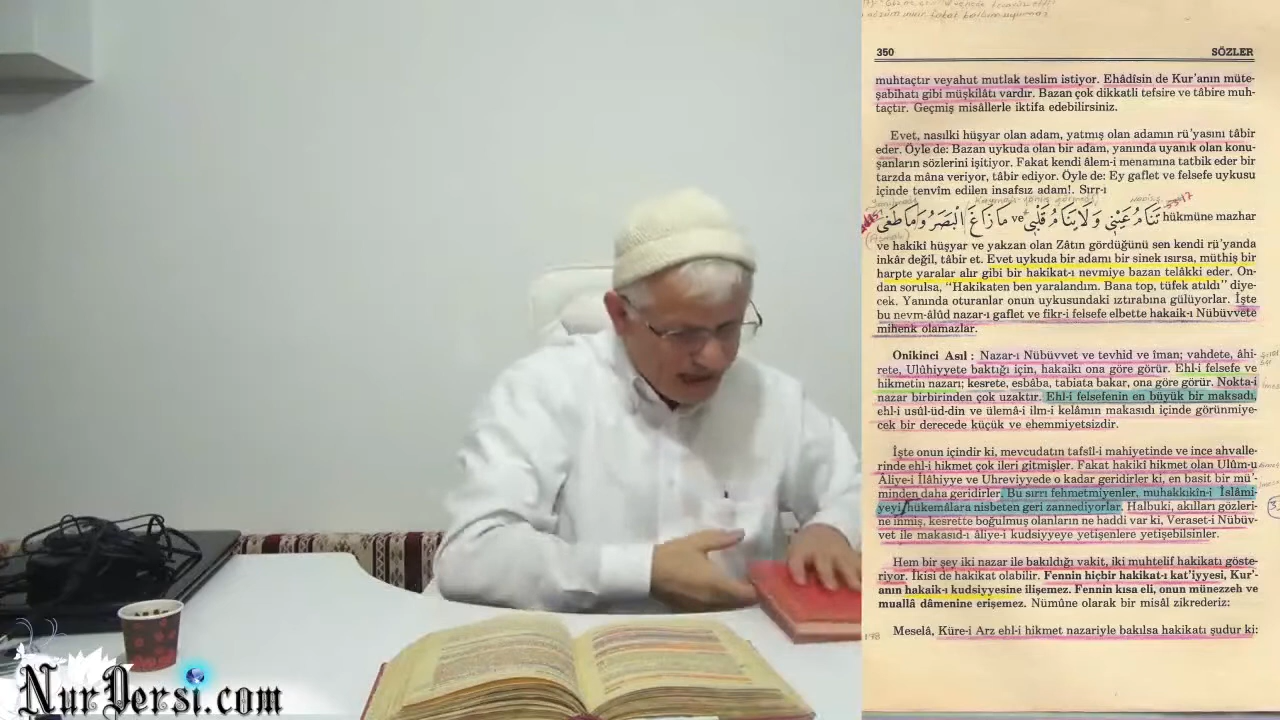 350 SÖZLER
muhtaçtır veyahut mutlak teslim istiyor. Ehâdîsin de Kur'anın müte-
şabihatı gibi müşkilâtı vardır. Bazan çok dikkatli tefsire ve tâbire muh-
taçtır. Geçmiş misâllerle iktifa edebilirsiniz.
Evet, nasılki hüşyar olan adam, yatmış olan adamın rü'yasını tâbir
eder. Öyle de: Bazan uykuda olan bir adam, yanında uyanık olan konu-
şanların sözlerini işitiyor. Fakat kendi âlem-i menamına tatbik eder bir
tarzda mâna veriyor, tâbir ediyor. Öyle de: Ey gaflet ve felsefe uykusu
içinde tenvîm edilen insafsız adam!. Sırr-ı
مَا زَاغَ الْبَصَرُ وَمَا طَغٰى ve تَنَامُ عَيْنِى وَلَا يَنَامُ قَلْبِى hükmüne mazhar
ve hakikî hüşyar ve yakzan olan Zâtın gördüğünü sen kendi rü'yanda
inkâr değil, tâbir et. Evet uykuda bir adamı bir sinek ısırsa, müthiş bir
harpte yaralar alır gibi bir hakikat-ı nevmiye bazan telâkki eder. On-
dan sorulsa, "Hakikaten ben yaralandım. Bana top, tüfek atıldı" diye-
cek. Yanında oturanlar onun uykusundaki ıztırabına gülüyorlar. İşte
bu nevm-âlûd nazar-ı gaflet ve fikr-i felsefe elbette hakaik-ı Nübüvvete
mihenk olamazlar.
Onikinci Asıl : Nazar-ı Nübüvvet ve tevhid ve îman; vahdete, âhi-
rete, Ulûhiyyete baktığı için, hakaikı ona göre görür. Ehl-i felsefe ve
hikmetin nazarı; kesrete, esbâba, tabiata bakar, ona göre görür. Nokta-i
nazar birbirinden çok uzaktır. Ehl-i felsefenin en büyük bir maksadı,
ehl-i usûl-üd-din ve ülemâ-i ilm-i kelâmın makasıdı içinde görünmiye-
cek bir derecede küçük ve ehemmiyetsizdir.
İşte onun içindir ki, mevcudatın tafsîl-i mahiyetinde ve ince ahvalle-
rinde ehl-i hikmet çok ileri gitmişler. Fakat hakikî hikmet olan Ulûm-u
Âliye-i İlâhiyye ve Uhreviyyede o kadar geridirler ki, en basit bir mü'-
minden daha geridirler. Bu sırrı fehmetmiyenler, muhakkıkîn-i İslâmi-
yeyi, hükemâlara nisbeten geri zannediyorlar. Halbuki, akılları gözleri-
ne inmiş, kesrette boğulmuş olanların ne haddi var ki, Veraset-i Nübüv-
vet ile makasıd-ı âliye-i kudsiyyeye yetişenlere yetişebilsinler.
Hem bir şey iki nazar ile bakıldığı vakit, iki muhtelif hakikatı göste-
riyor. İkisi de hakikat olabilir. Fennin hiçbir hakikat-ı kat'iyyesi, Kur'-
anın hakaik-ı kudsiyyesine ilişemez. Fennin kısa eli, onun münezzeh ve
muallâ dâmenine erişemez. Nümûne olarak bir misâl zikrederiz:
Meselâ, Küre-i Arz ehl-i hikmet nazariyle bakılsa hakikatı şudur ki:
NurDersi.com